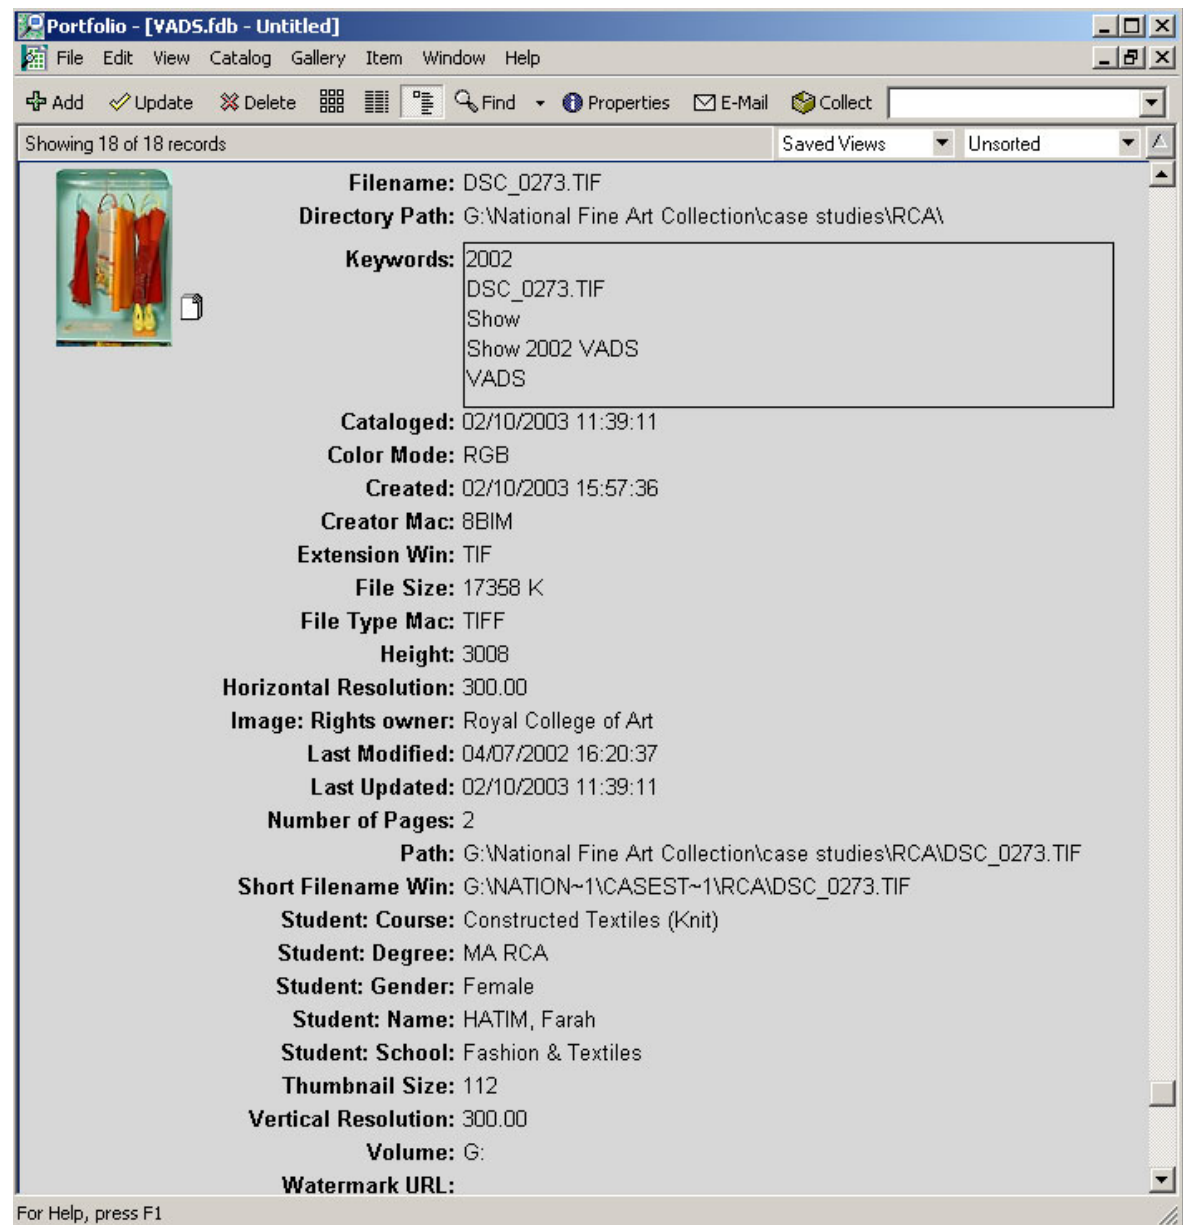 Portfolio - [VADS.fdb - Untitled]
File Edit View Catalog Gallery Item Window Help
Add Update Delete Find Properties E-Mail Collect
Showing 18 of 18 records Saved Views Unsorted
Filename: DSC_0273.TIF
Directory Path: G:\National Fine Art Collection\case studies\RCA\
Keywords: 2002
DSC_0273.TIF
Show
Show 2002 VADS
VADS
Cataloged: 02/10/2003 11:39:11
Color Mode: RGB
Created: 02/10/2003 15:57:36
Creator Mac: 8BIM
Extension Win: TIF
File Size: 17358 K
File Type Mac: TIFF
Height: 3008
Horizontal Resolution: 300.00
Image: Rights owner: Royal College of Art
Last Modified: 04/07/2002 16:20:37
Last Updated: 02/10/2003 11:39:11
Number of Pages: 2
Path: G:\National Fine Art Collection\case studies\RCA\DSC_0273.TIF
Short Filename Win: G:\NATION~1\CASEST~1\RCA\DSC_0273.TIF
Student: Course: Constructed Textiles (Knit)
Student: Degree: MA RCA
Student: Gender: Female
Student: Name: HATIM, Farah
Student: School: Fashion & Textiles
Thumbnail Size: 112
Vertical Resolution: 300.00
Volume: G:
Watermark URL:
For Help, press F1